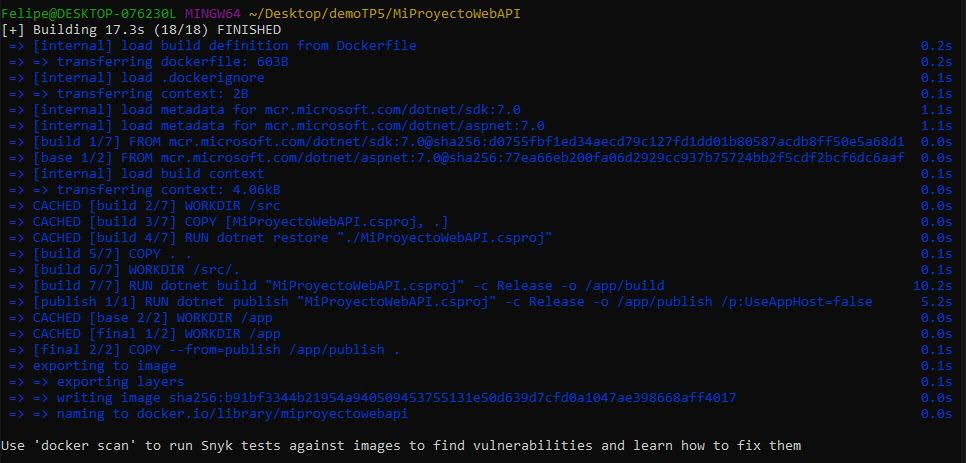 Felipe@DESKTOP-076230L MINGW64 ~/Desktop/demoTP5/MiProyectoWebAPI
[+] Building 17.3s (18/18) FINISHED
=> [internal] load build definition from Dockerfile 0.2s
=> => transferring dockerfile: 603B 0.2s
=> [internal] load .dockerignore 0.1s
=> => transferring context: 2B 0.1s
=> [internal] load metadata for mcr.microsoft.com/dotnet/sdk:7.0 1.1s
=> [internal] load metadata for mcr.microsoft.com/dotnet/aspnet:7.0 1.1s
=> [build 1/7] FROM mcr.microsoft.com/dotnet/sdk:7.0@sha256:d0755fbf1ed34aecd79c127fd1dd01b80587acdb8ff50e5a68d1 0.0s
=> [base 1/2] FROM mcr.microsoft.com/dotnet/aspnet:7.0@sha256:77ea66eb200fa06d2929cc937b75724bb2f5cdf2bcf6dc6aaf 0.0s
=> [internal] load build context 0.1s
=> => transferring context: 4.06kB 0.0s
=> CACHED [build 2/7] WORKDIR /src 0.0s
=> CACHED [build 3/7] COPY [MiProyectoWebAPI.csproj, .] 0.0s
=> CACHED [build 4/7] RUN dotnet restore "./MiProyectoWebAPI.csproj" 0.0s
=> [build 5/7] COPY . . 0.1s
=> [build 6/7] WORKDIR /src/. 0.1s
=> [build 7/7] RUN dotnet build "MiProyectoWebAPI.csproj" -c Release -o /app/build 10.2s
=> [publish 1/1] RUN dotnet publish "MiProyectoWebAPI.csproj" -c Release -o /app/publish /p:UseAppHost=false 5.2s
=> CACHED [base 2/2] WORKDIR /app 0.0s
=> CACHED [final 1/2] WORKDIR /app 0.0s
=> [final 2/2] COPY --from=publish /app/publish . 0.1s
=> exporting to image 0.1s
=> => exporting layers 0.1s
=> => writing image sha256:b91bf3344b21954a940509453755131e50d639d7cfd0a1047ae398668aff4017 0.0s
=> => naming to docker.io/library/miproyectowebapi 0.0s
Use 'docker scan' to run Snyk tests against images to find vulnerabilities and learn how to fix them